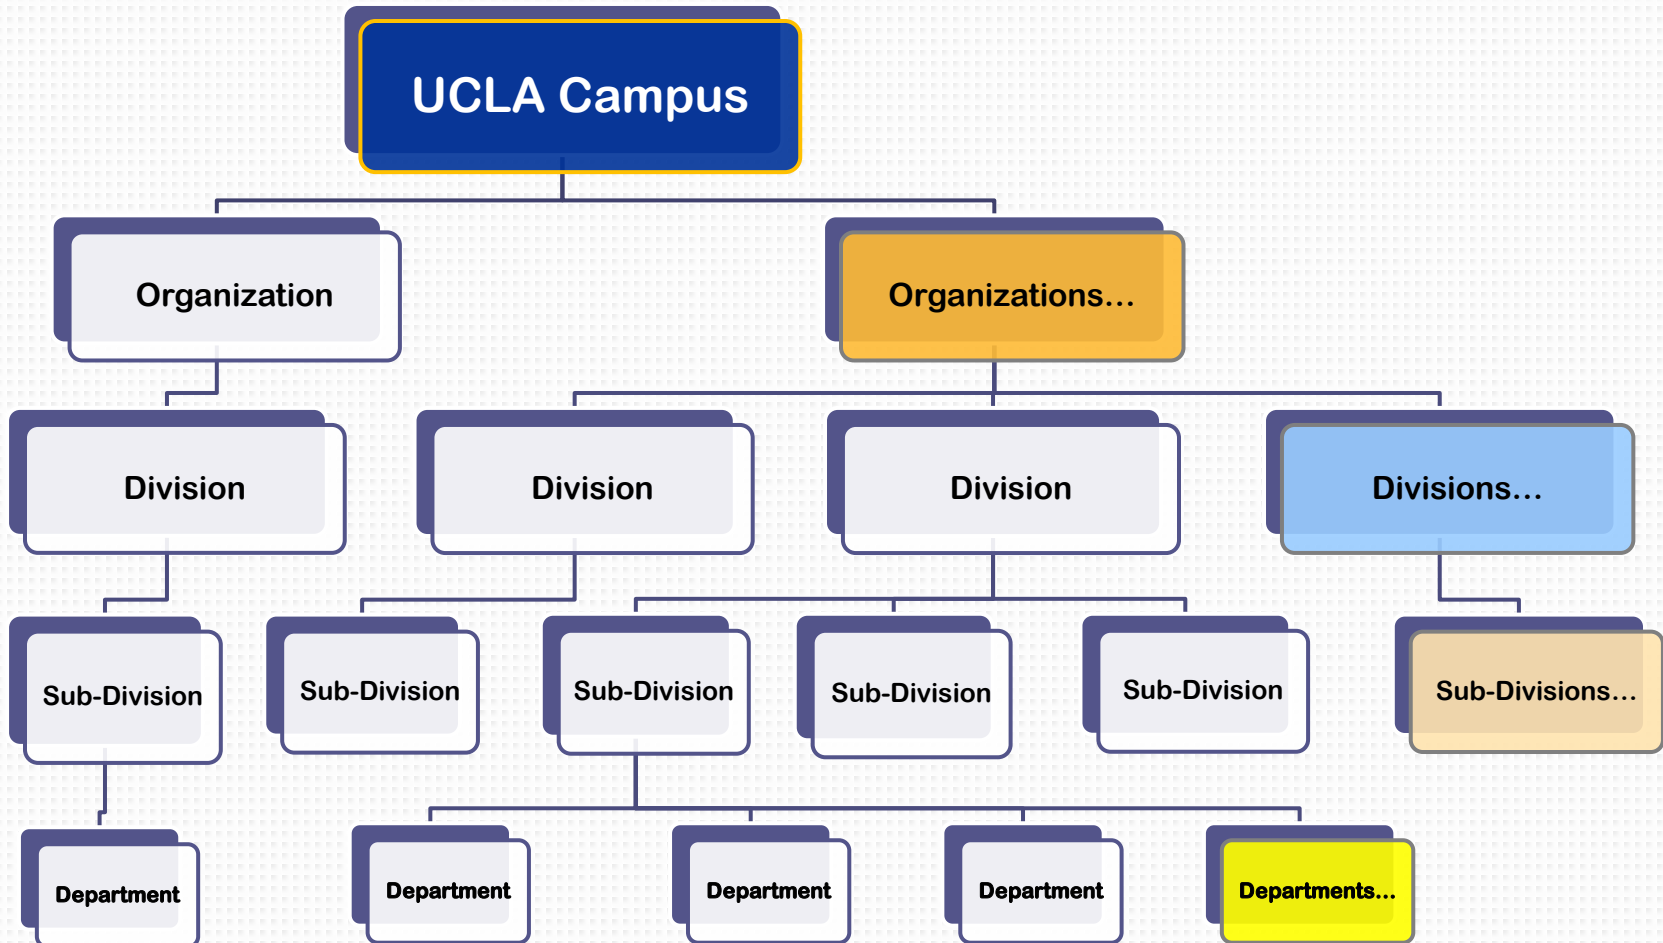 UCLA Campus
Organization
Organizations...
Division
Division
Division
Divisions...
Sub-Division
Sub-Division
Sub-Division
Sub-Division
Sub-Division
Sub-Divisions...
Department
Department
Department
Department
Departments...